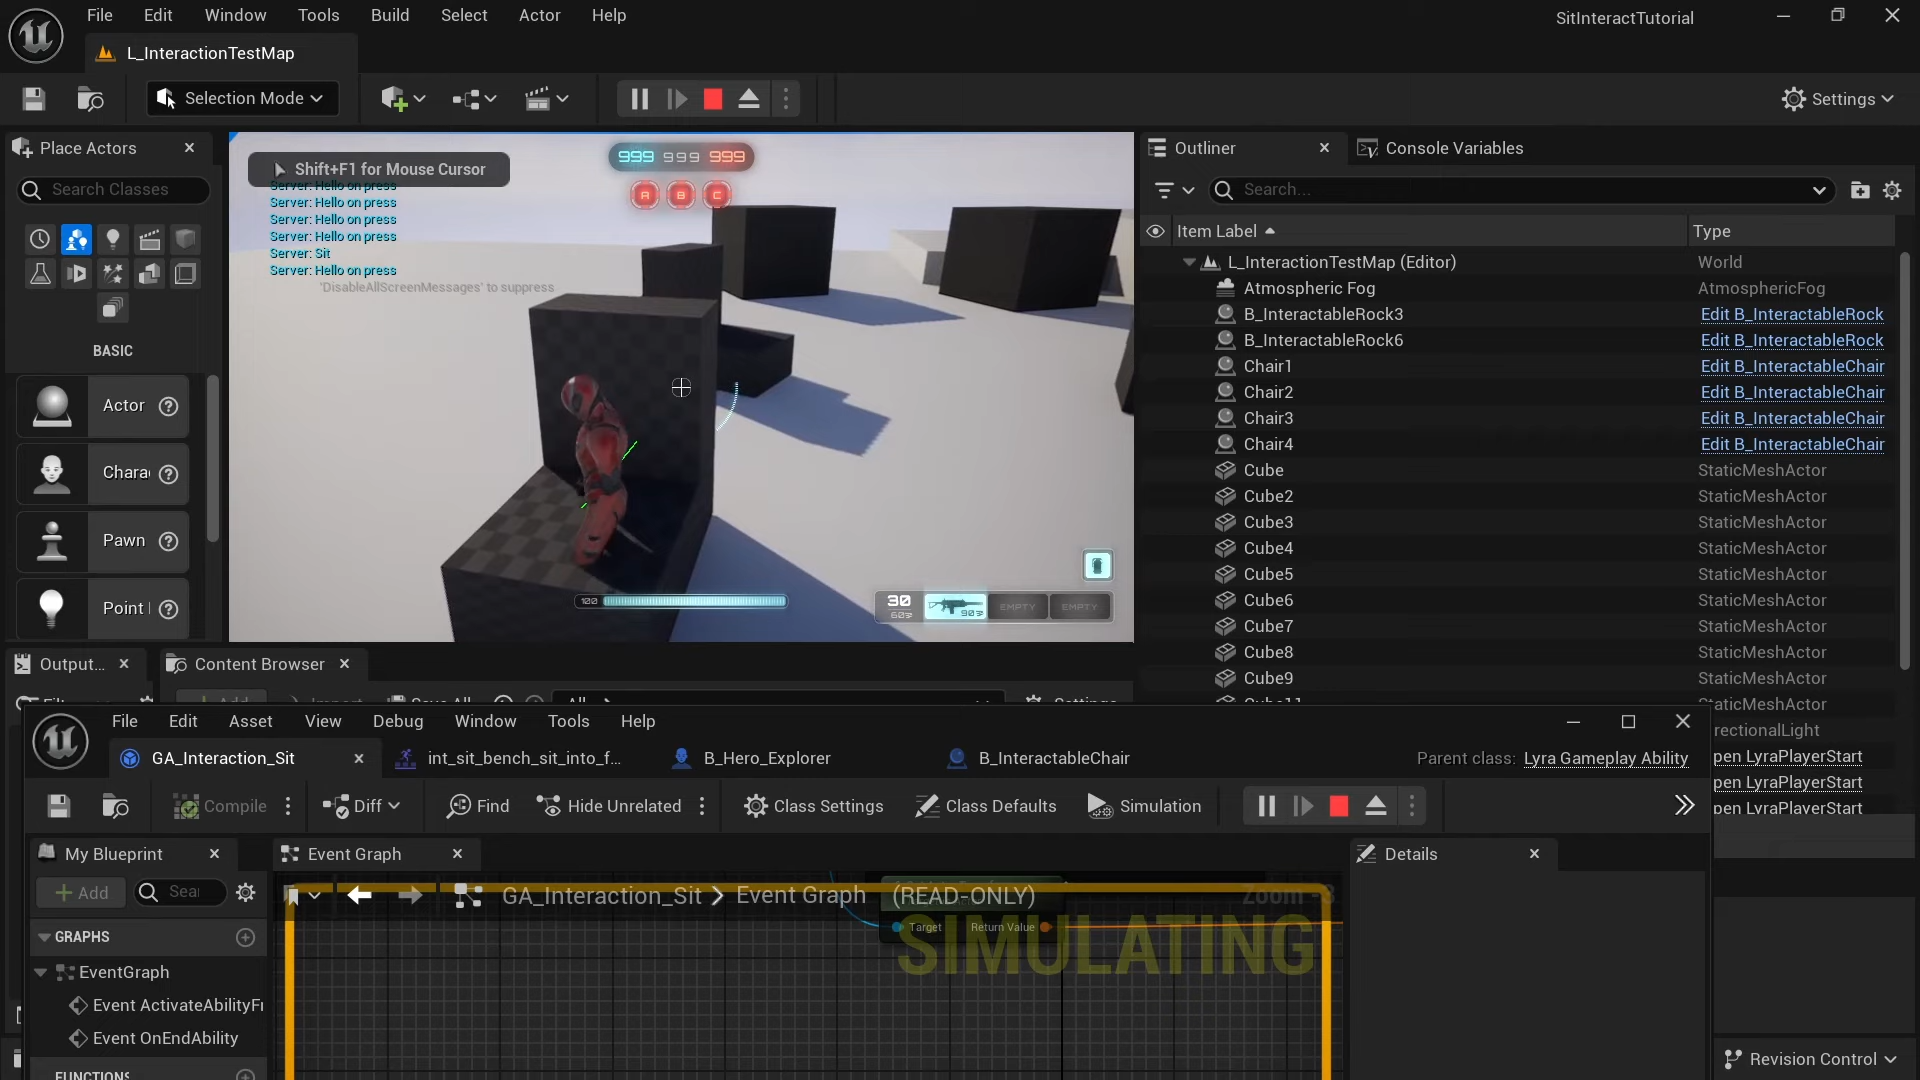 File Edit Window Tools Build Select Actor Help
SitInteractTutorial
L_InteractionTestMap
Selection Mode
Settings
Place Actors
Search Classes
BASIC
Actor
Chara
Pawn
Point
Shift+F1 for Mouse Cursor
Server: Hello on press
Server: Hello on press
Server: Hello on press
Server: Hello on press
Server: Sit
Server: Hello on press
'DisableAllScreenMessages' to suppress
999 999 999
A B C
100
30
EMPTY EMPTY
Outliner
Console Variables
Search...
Item Label Type
L_InteractionTestMap (Editor) World
Atmospheric Fog AtmosphericFog
B_InteractableRock3 Edit B_InteractableRock
B_InteractableRock6 Edit B_InteractableRock
Chair1 Edit B_InteractableChair
Chair2 Edit B_InteractableChair
Chair3 Edit B_InteractableChair
Chair4 Edit B_InteractableChair
Cube StaticMeshActor
Cube2 StaticMeshActor
Cube3 StaticMeshActor
Cube4 StaticMeshActor
Cube5 StaticMeshActor
Cube6 StaticMeshActor
Cube7 StaticMeshActor
Cube8 StaticMeshActor
Cube9 StaticMeshActor
StaticMeshActor
rectionalLight
pen LyraPlayerStart
pen LyraPlayerStart
pen LyraPlayerStart
Output...
Content Browser
File Edit Asset View Debug Window Tools Help
GA_Interaction_Sit
int_sit_bench_sit_into_f...
B_Hero_Explorer
B_InteractableChair
Parent class: Lyra Gameplay Ability
Compile
Diff
Find
Hide Unrelated
Class Settings
Class Defaults
Simulation
My Blueprint
Add
Sear
GRAPHS
EventGraph
Event ActivateAbilityFr
Event OnEndAbility
FUNCTIONS
Event Graph
GA_Interaction_Sit > Event Graph (READ-ONLY)
Zoom -3
Target Return Value
SIMULATING
Details
Revision Control